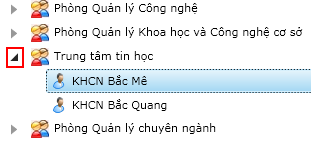 Phòng Quản lý Công nghệ
Phòng Quản lý Khoa học và Công nghệ cơ sở
Trung tâm tin học
KHCN Bắc Mê
KHCN Bắc Quang
Phòng Quản lý chuyên ngành